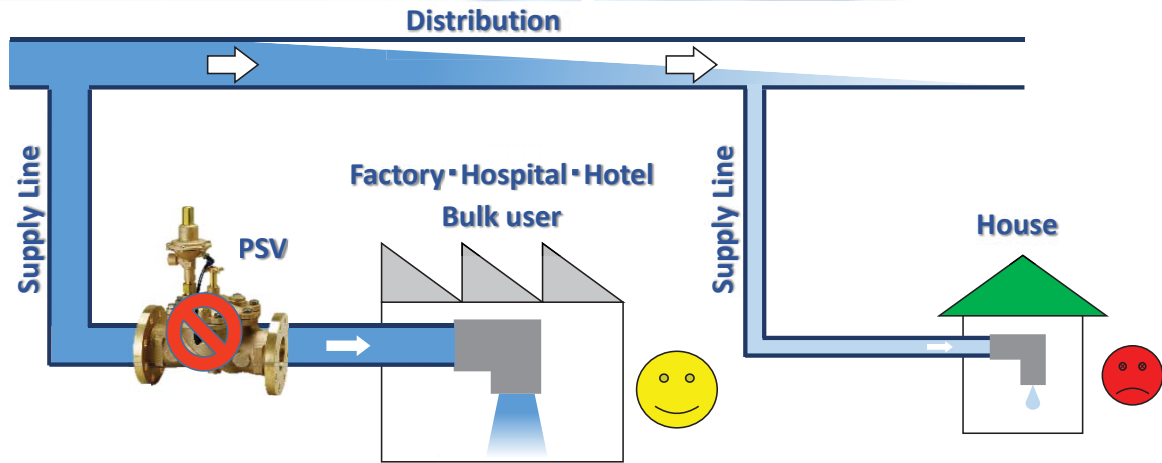 Distribution
Supply Line
PSV
Factory･Hospital･Hotel
Bulk user
Supply Line
House